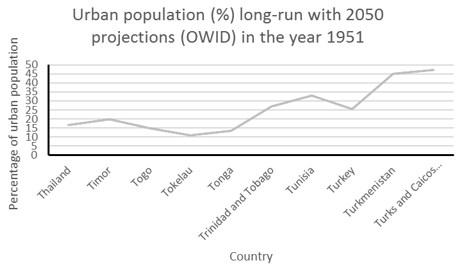 Urban population (%) long-run with 2050
projections (OWID) in the year 1951
Percentage of urban population
50
45
40
35
30
25
20
15
10
5
0
Thailand
Timor
Togo
Tokelau
Tonga
Trinidad and Tobago
Tunisia
Turkey
Turkmenistan
Turks and Caicos...
Country